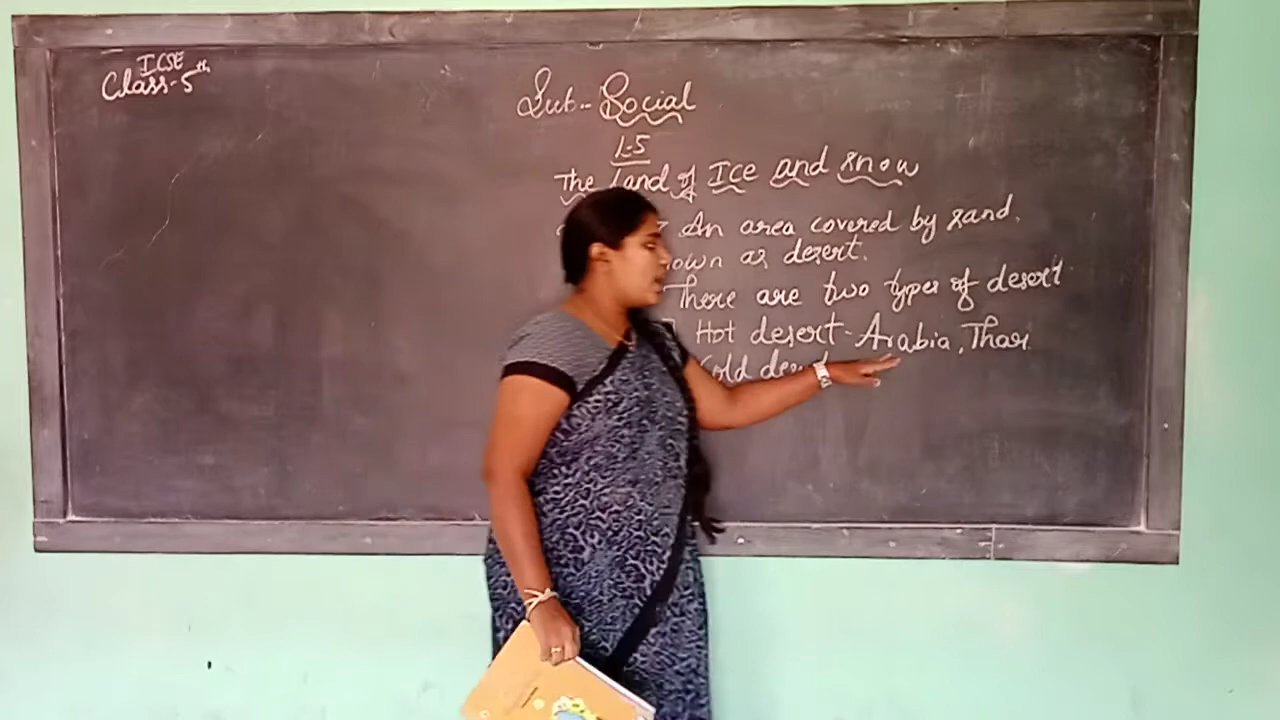 ICSE
Class-5th
Sub-- Social
L-5
The Land of Ice and snow
An area covered by sand.
as desert.
There are two types of desert
Hot desert - Arabia, Thar
Cold